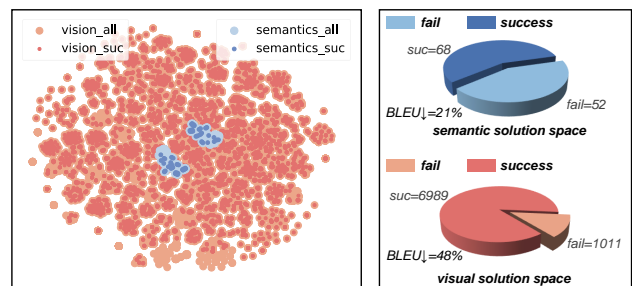 vision_all
vision_suc
semantics_all
semantics_suc
fail success
suc=68
fail=52
BLEU↓=21%
semantic solution space
fail success
suc=6989
fail=1011
BLEU↓=48%
visual solution space